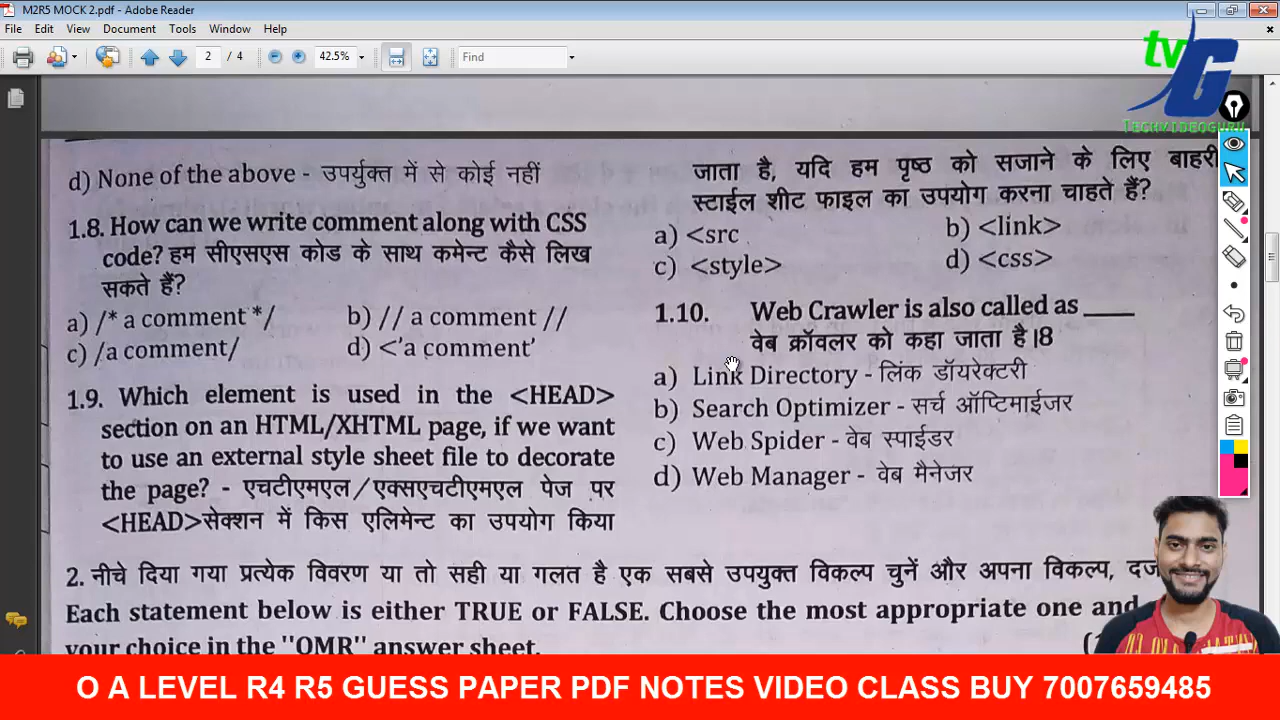 M2R5 MOCK 2.pdf - Adobe Reader
File Edit View Document Tools Window Help
2 / 4 42.5% Find
tv G
TECHVIDEOGURU
d) None of the above - उपर्युक्त में से कोई नहीं
1.8. How can we write comment along with CSS
code? हम सीएसएस कोड के साथ कमेन्ट कैसे लिख
सकते हैं?
a) /* a comment */ b) // a comment //
c) /a comment/ d) <'a comment'
1.9. Which element is used in the <HEAD>
section on an HTML/XHTML page, if we want
to use an external style sheet file to decorate
the page? - एचटीएमएल/एक्सएचटीएमएल पेज पर
<HEAD>सेक्शन में किस एलिमेन्ट का उपयोग किया
जाता है, यदि हम पृष्ठ को सजाने के लिए बाहरी
स्टाईल शीट फाइल का उपयोग करना चाहते हैं?
a) <src b) <link>
c) <style> d) <css>
1.10. Web Crawler is also called as ____
वेब क्रॉवलर को कहा जाता है |8
a) Link Directory - लिंक डॉयरेक्टरी
b) Search Optimizer - सर्च ऑप्टिमाईजर
c) Web Spider - वेब स्पाईडर
d) Web Manager - वेब मैनेजर
2. नीचे दिया गया प्रत्येक विवरण या तो सही या गलत है एक सबसे उपयुक्त विकल्प चुनें और अपना विकल्प,
Each statement below is either TRUE or FALSE. Choose the most appropriate one and
your choice in the "OMR" answer sheet.
O A LEVEL R4 R5 GUESS PAPER PDF NOTES VIDEO CLASS BUY 7007659485